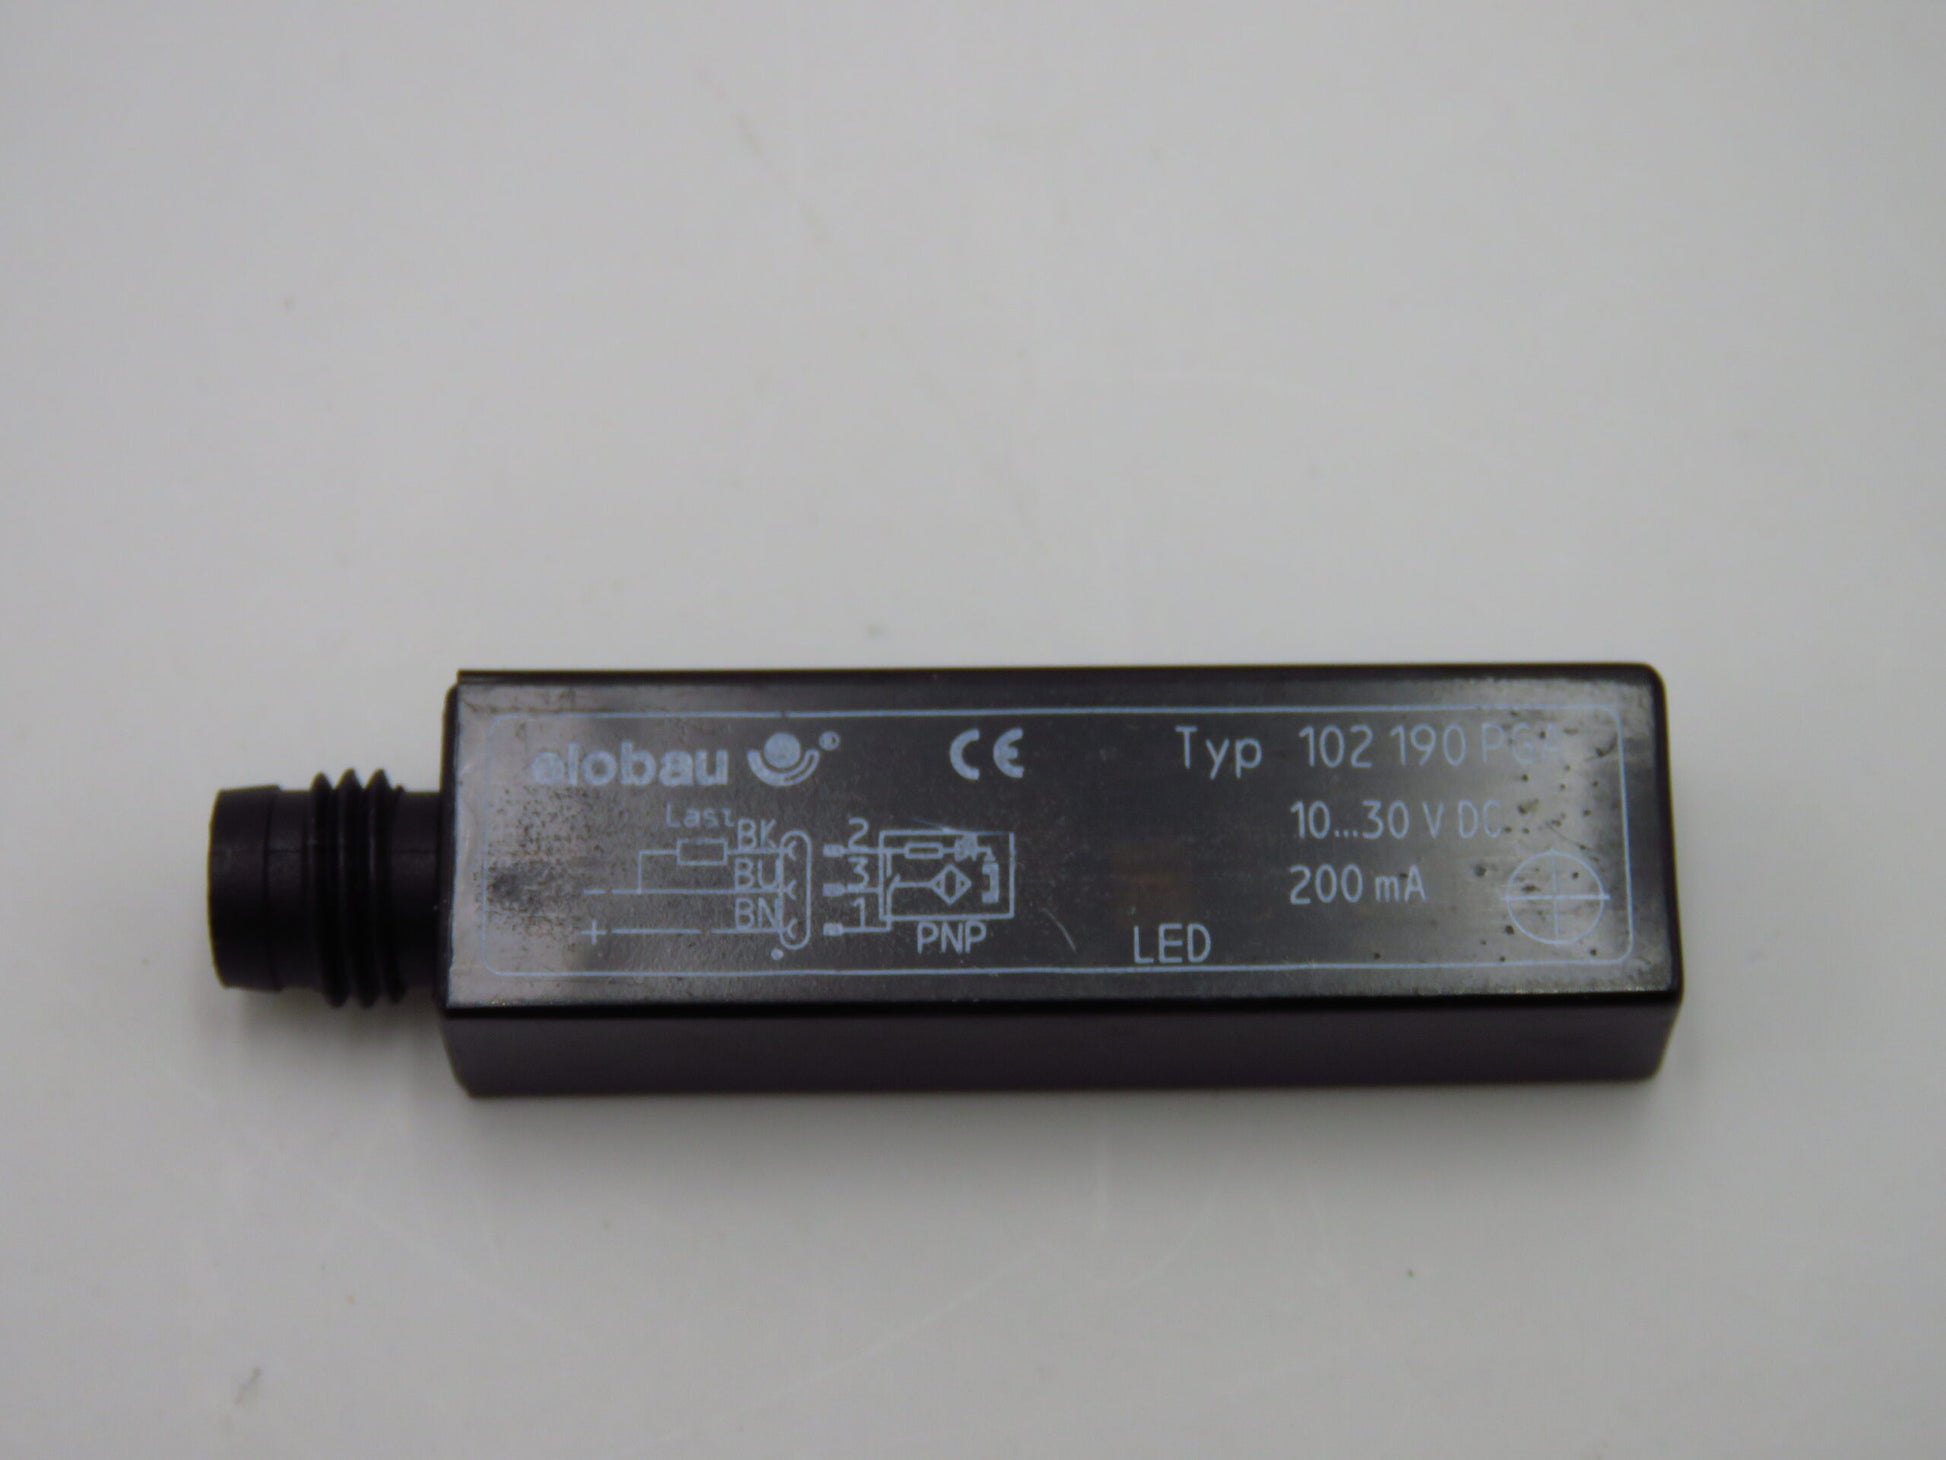 elobau ® CE Typ 102 190 PGA
Last
BK 2
BU 3
BN 1
+
PNP
10...30 V DC
200 mA
LED